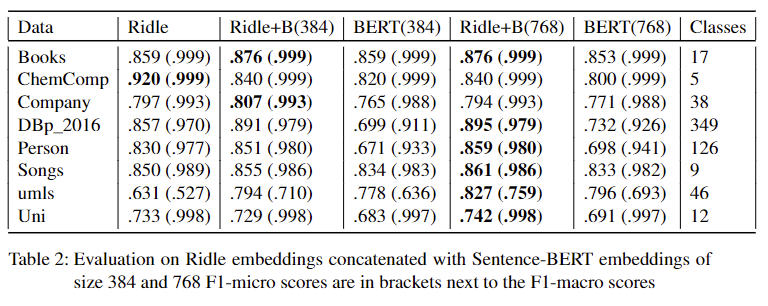 Data Ridle Ridle+B(384) BERT(384) Ridle+B(768) BERT(768) Classes
Books .859 (.999) .876 (.999) .859 (.999) .876 (.999) .853 (.999) 17
ChemComp .920 (.999) .840 (.999) .820 (.999) .840 (.999) .800 (.999) 5
Company .797 (.993) .807 (.993) .765 (.988) .794 (.993) .771 (.988) 38
DBp_2016 .857 (.970) .891 (.979) .699 (.911) .895 (.979) .732 (.926) 349
Person .830 (.977) .851 (.980) .671 (.933) .859 (.980) .698 (.941) 126
Songs .850 (.989) .855 (.986) .834 (.983) .861 (.986) .833 (.982) 9
umls .631 (.527) .794 (.710) .778 (.636) .827 (.759) .796 (.693) 46
Uni .733 (.998) .729 (.998) .683 (.997) .742 (.998) .691 (.997) 12
Table 2: Evaluation on Ridle embeddings concatenated with Sentence-BERT embeddings of
size 384 and 768 F1-micro scores are in brackets next to the F1-macro scores